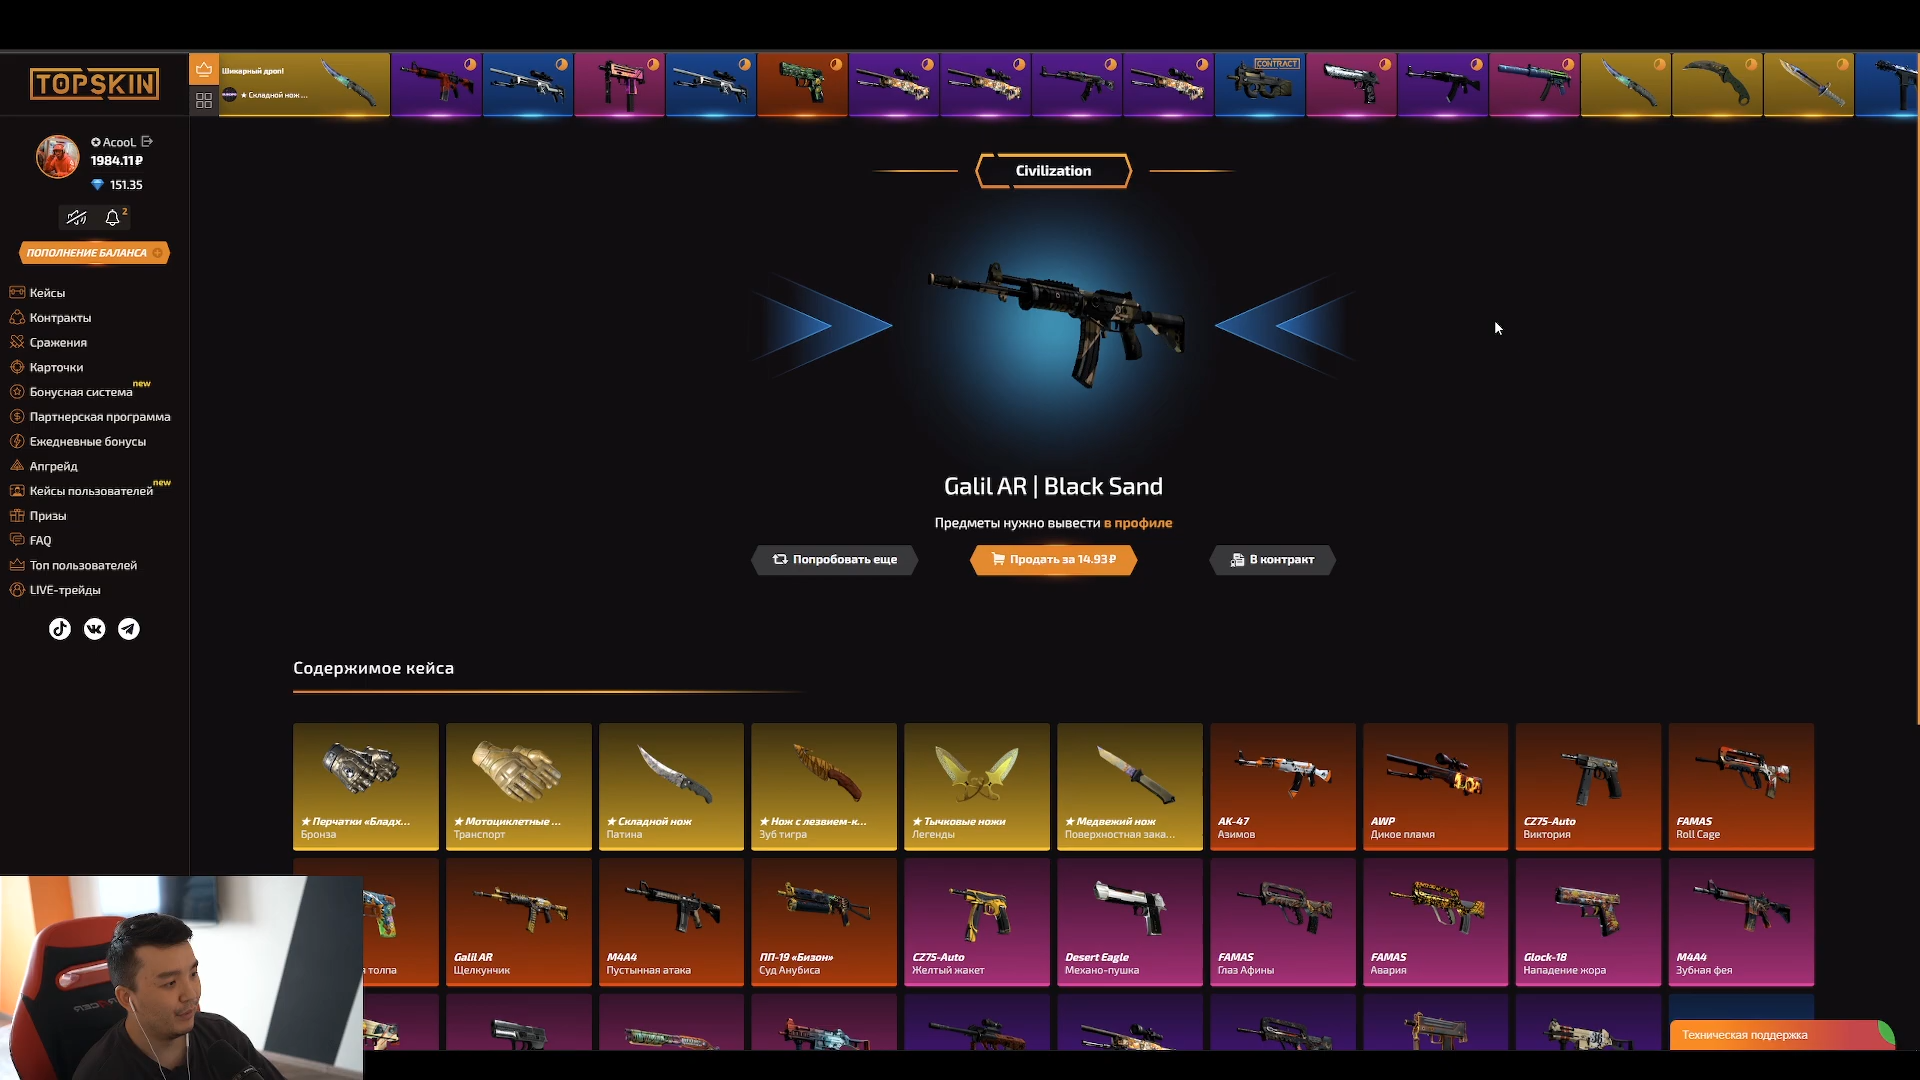 TOPSKIN
Шикарный дроп!
★ Складной нож ...
CONTRACT
AcooL
1984.11₽
151.35
2
ПОПОЛНЕНИЕ БАЛАНСА
Кейсы
Контракты
Сражения
Карточки
Бонусная система new
Партнерская программа
Ежедневные бонусы
Апгрейд
Кейсы пользователей new
Призы
FAQ
Топ пользователей
LIVE-трейды
Civilization
Galil AR | Black Sand
Предметы нужно вывести в профиле
Попробовать еще
Продать за 14.93₽
В контракт
Содержимое кейса
★ Перчатки «Бладх...
Бронза
★ Мотоциклетные ...
Транспорт
★ Складной нож
Патина
★ Нож с лезвием-к...
Зуб тигра
★ Тычковые ножи
Легенды
★ Медвежий нож
Поверхностная зака...
AK-47
Азимов
AWP
Дикое пламя
CZ75-Auto
Виктория
FAMAS
Roll Cage
толпа
Galil AR
Щелкунчик
M4A4
Пустынная атака
ПП-19 «Бизон»
Суд Анубиса
CZ75-Auto
Желтый жакет
Desert Eagle
Механо-пушка
FAMAS
Глаз Афины
FAMAS
Авария
Glock-18
Нападение жора
M4A4
Зубная фея
Техническая поддержка